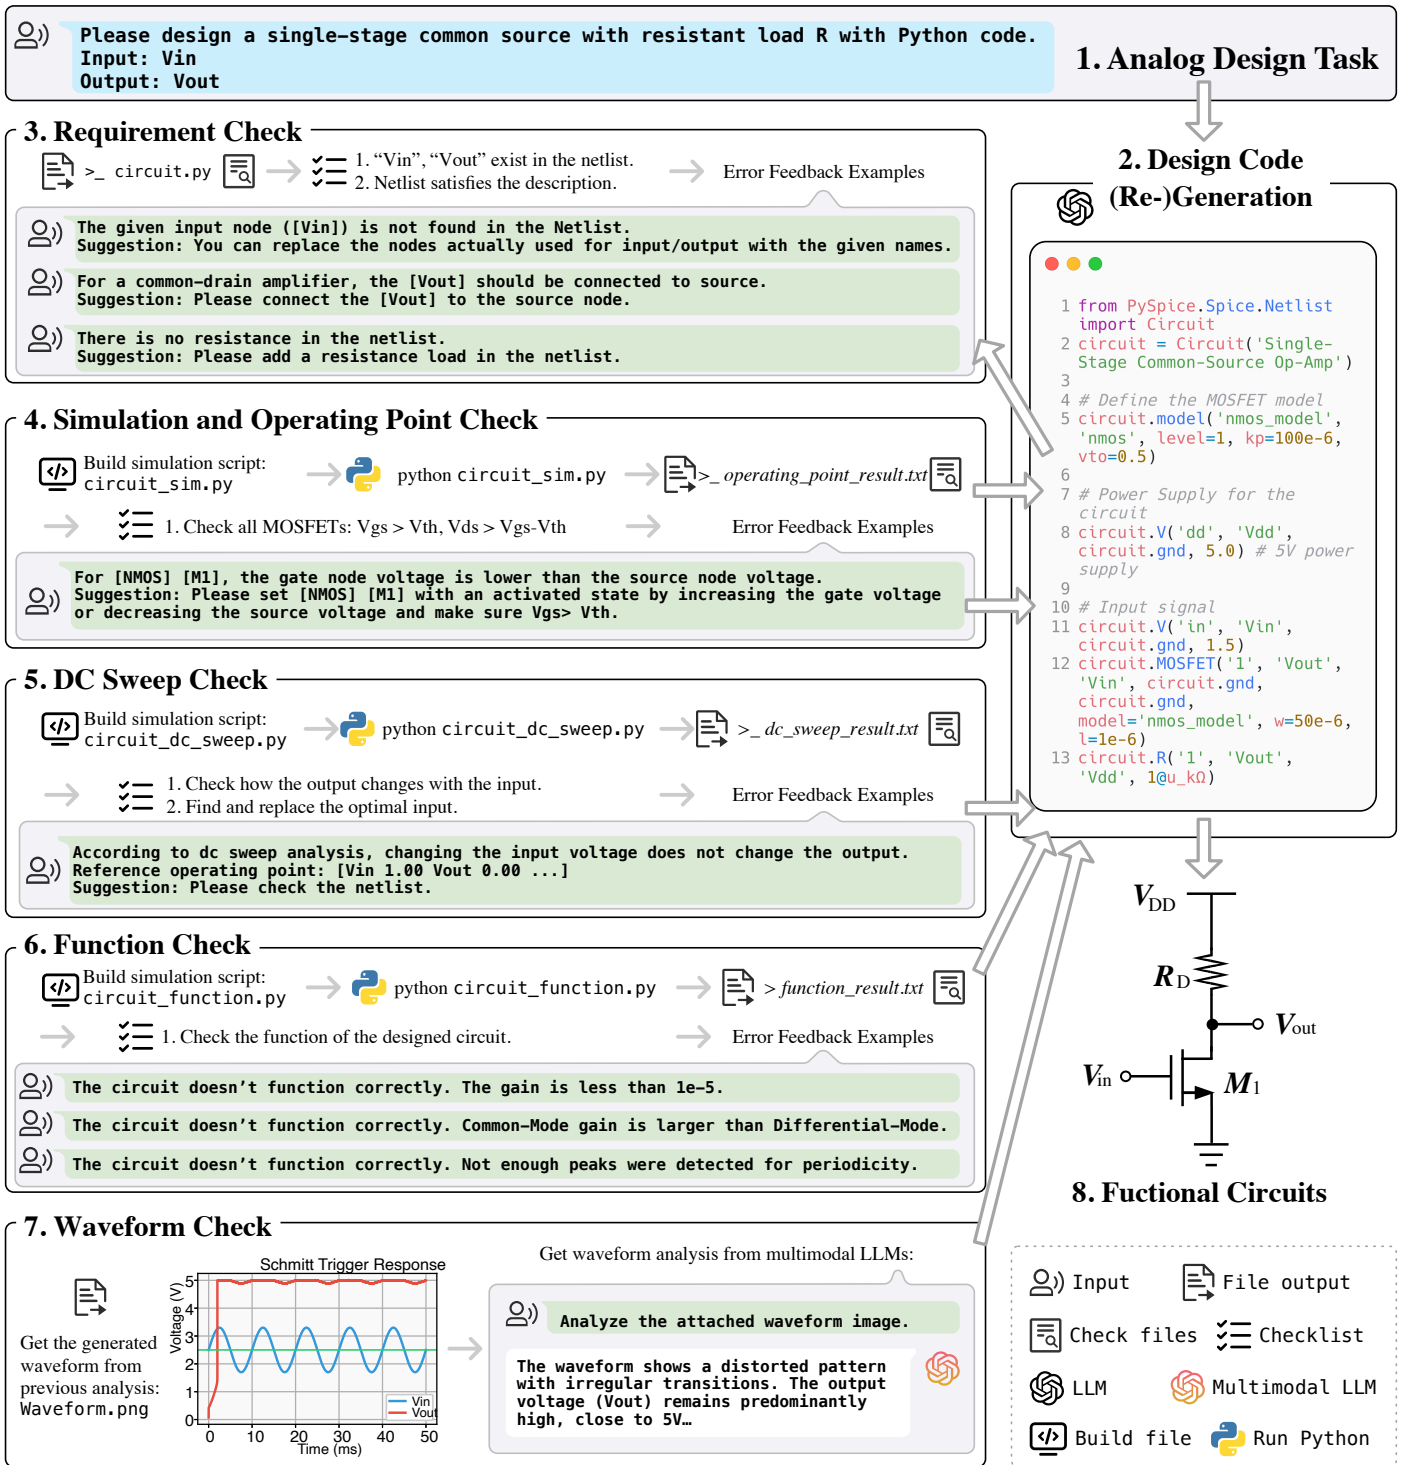 Please design a single-stage common source with resistant load R with Python code.
Input: Vin
Output: Vout
1. Analog Design Task
3. Requirement Check
>_ circuit.py
1. “Vin”, “Vout” exist in the netlist.
2. Netlist satisfies the description.
Error Feedback Examples
The given input node ([Vin]) is not found in the Netlist.
Suggestion: You can replace the nodes actually used for input/output with the given names.
For a common-drain amplifier, the [Vout] should be connected to source.
Suggestion: Please connect the [Vout] to the source node.
There is no resistance in the netlist.
Suggestion: Please add a resistance load in the netlist.
2. Design Code
(Re-)Generation
1 from PySpice.Spice.Netlist
import Circuit
2 circuit = Circuit('Single-
Stage Common-Source Op-Amp')
3
4 # Define the MOSFET model
5 circuit.model('nmos_model',
'nmos', level=1, kp=100e-6,
vto=0.5)
6
7 # Power Supply for the
circuit
8 circuit.V('dd', 'Vdd',
circuit.gnd, 5.0) # 5V power
supply
9
10 # Input signal
11 circuit.V('in', 'Vin',
circuit.gnd, 1.5)
12 circuit.MOSFET('1', 'Vout',
'Vin', circuit.gnd,
circuit.gnd,
model='nmos_model', w=50e-6,
l=1e-6)
13 circuit.R('1', 'Vout',
'Vdd', 1@u_kΩ)
4. Simulation and Operating Point Check
Build simulation script:
circuit_sim.py
python circuit_sim.py
>_ operating_point_result.txt
1. Check all MOSFETs: Vgs > Vth, Vds > Vgs-Vth
Error Feedback Examples
For [NMOS] [M1], the gate node voltage is lower than the source node voltage.
Suggestion: Please set [NMOS] [M1] with an activated state by increasing the gate voltage
or decreasing the source voltage and make sure Vgs> Vth.
5. DC Sweep Check
Build simulation script:
circuit_dc_sweep.py
python circuit_dc_sweep.py
>_ dc_sweep_result.txt
1. Check how the output changes with the input.
2. Find and replace the optimal input.
Error Feedback Examples
According to dc sweep analysis, changing the input voltage does not change the output.
Reference operating point: [Vin 1.00 Vout 0.00 ...]
Suggestion: Please check the netlist.
6. Function Check
Build simulation script:
circuit_function.py
python circuit_function.py
> function_result.txt
1. Check the function of the designed circuit.
Error Feedback Examples
The circuit doesn’t function correctly. The gain is less than 1e-5.
The circuit doesn’t function correctly. Common-Mode gain is larger than Differential-Mode.
The circuit doesn’t function correctly. Not enough peaks were detected for periodicity.
VDD
RD
Vout
Vin
M1
8. Fuctional Circuits
7. Waveform Check
Get the generated
waveform from
previous analysis:
Waveform.png
Schmitt Trigger Response
Voltage (V)
5
4
3
2
1
0
Vin
Vout
0 10 20 30 40 50
Time (ms)
Get waveform analysis from multimodal LLMs:
Analyze the attached waveform image.
The waveform shows a distorted pattern
with irregular transitions. The output
voltage (Vout) remains predominantly
high, close to 5V…
Input
File output
Check files
Checklist
LLM
Multimodal LLM
Build file
Run Python